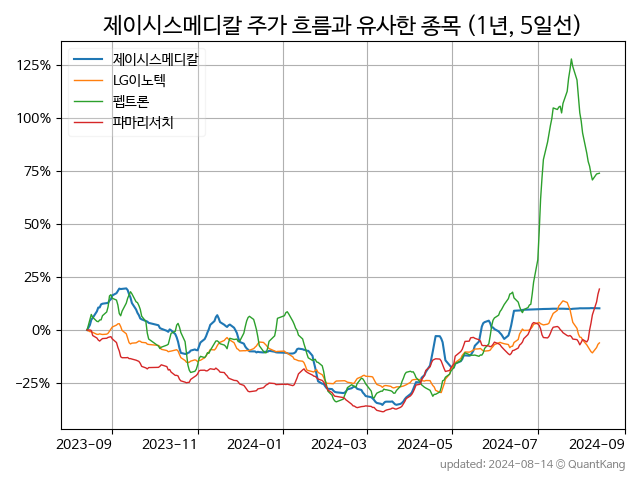 제이시스메디칼 주가 흐름과 유사한 종목 (1년, 5일선)
제이시스메디칼
LG이노텍
펩트론
파마리서치
125%
100%
75%
50%
25%
0%
−25%
2023-09 2023-11 2024-01 2024-03 2024-05 2024-07 2024-09
updated: 2024-08-14 © QuantKang